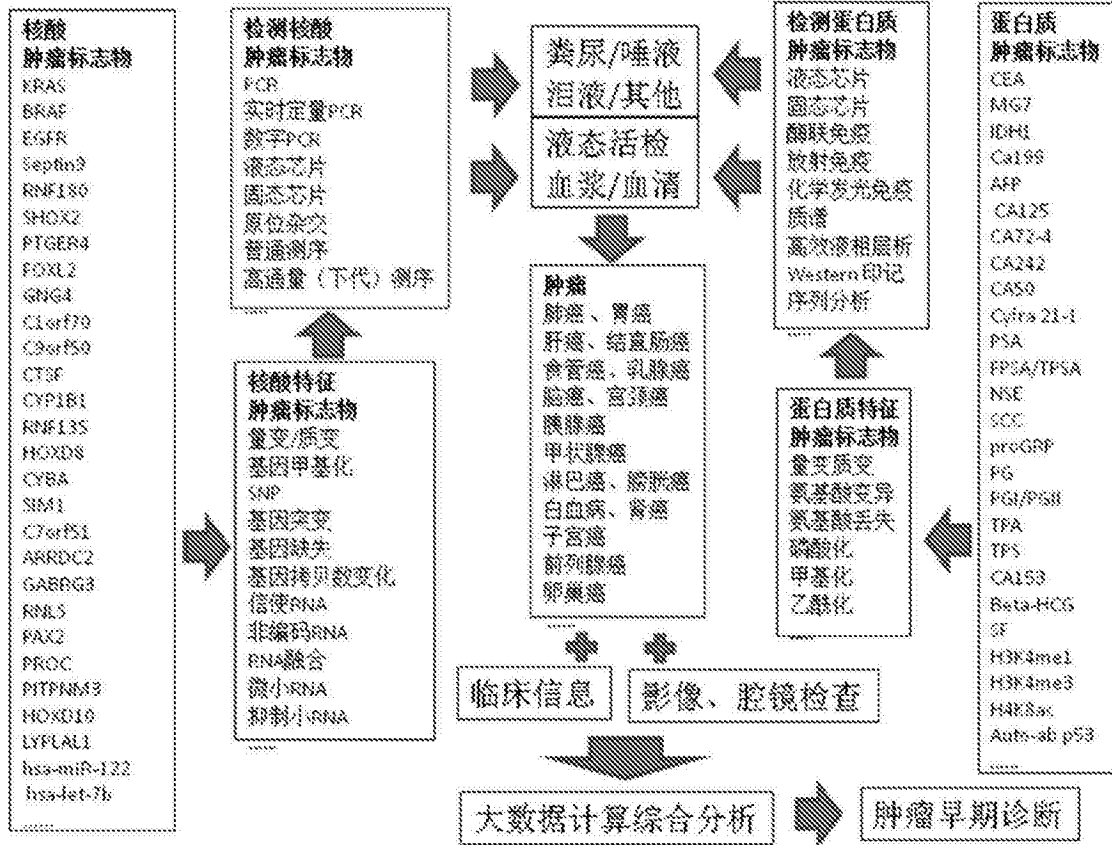 核酸
肿瘤标志物
KRAS
BRAF
EGFR
Septin9
RNF180
SHOX2
PTGER4
FOXL2
GNG4
C1orf70
C9orf50
CTSF
CYP1B1
RNF135
HOXD8
CYBA
SIM1
C7orf51
ARRDC2
GABRG3
RNLS
PAX2
PROC
PITPNM3
HOXD10
LYPLAL1
hsa-miR-122
hsa-let-7b
......
检测核酸
肿瘤标志物
PCR
实时定量PCR
数字PCR
液态芯片
固态芯片
原位杂交
普通测序
高通量（下代）测序
核酸特征
肿瘤标志物
量变/质变
基因甲基化
SNP
基因突变
基因缺失
基因拷贝数变化
信使RNA
非编码RNA
RNA融合
微小RNA
抑制小RNA
......
粪尿/唾液
泪液/其他
液态活检
血浆/血清
肿瘤
肺癌、胃癌
肝癌、结直肠癌
食管癌、乳腺癌
脑癌、宫颈癌
胰腺癌
甲状腺癌
淋巴癌、膀胱癌
白血病、肾癌
子宫癌
前列腺癌
卵巢癌
......
临床信息
影像、腔镜检查
大数据计算综合分析
肿瘤早期诊断
检测蛋白质
肿瘤标志物
液态芯片
固态芯片
酶联免疫
放射免疫
化学发光免疫
质谱
高效液相层析
Western印记
序列分析
......
蛋白质特征
肿瘤标志物
量变质变
氨基酸变异
氨基酸丢失
磷酸化
甲基化
乙酰化
......
蛋白质
肿瘤标志物
CEA
MG7
IDH1
Ca199
AFP
CA125
CA72-4
CA242
CA50
Cyfra 21-1
PSA
FPSA/TPSA
NSE
SCC
proGRP
PG
PGI/PGII
TPA
TPS
CA153
Beta-HCG
SF
H3K4me1
H3K4me3
H4K8ac
Auto-ab p53
......